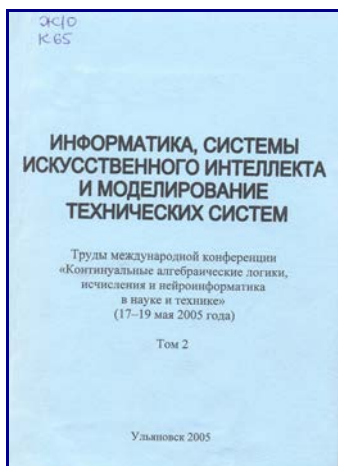 Ж/О
К 65
ИНФОРМАТИКА, СИСТЕМЫ
ИСКУССТВЕННОГО ИНТЕЛЛЕКТА
И МОДЕЛИРОВАНИЕ
ТЕХНИЧЕСКИХ СИСТЕМ
Труды международной конференции
«Континуальные алгебраические логики,
исчисления и нейроинформатика
в науке и технике»
(17–19 мая 2005 года)
Том 2
Ульяновск 2005